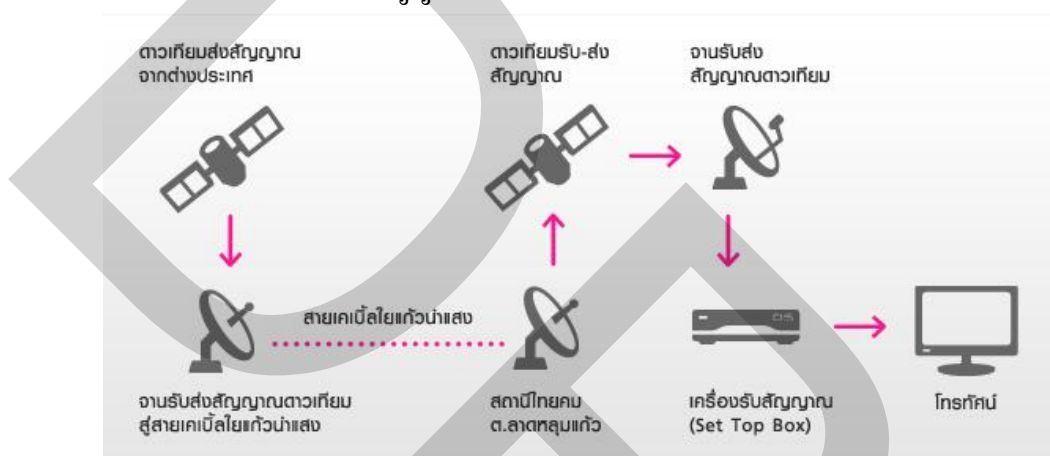 ดาวเทียมส่งสัญญาณ
จากต่างประเทศ
ดาวเทียมรับ-ส่ง
สัญญาณ
จานรับส่ง
สัญญาณดาวเทียม
สายเคเบิ้ลใยแก้วนำแสง
จานรับส่งสัญญาณดาวเทียม
สู่สายเคเบิ้ลใยแก้วนำแสง
สถานีไทยคม
ต.ลาดหลุมแก้ว
เครื่องรับสัญญาณ
(Set Top Box)
โทรทัศน์